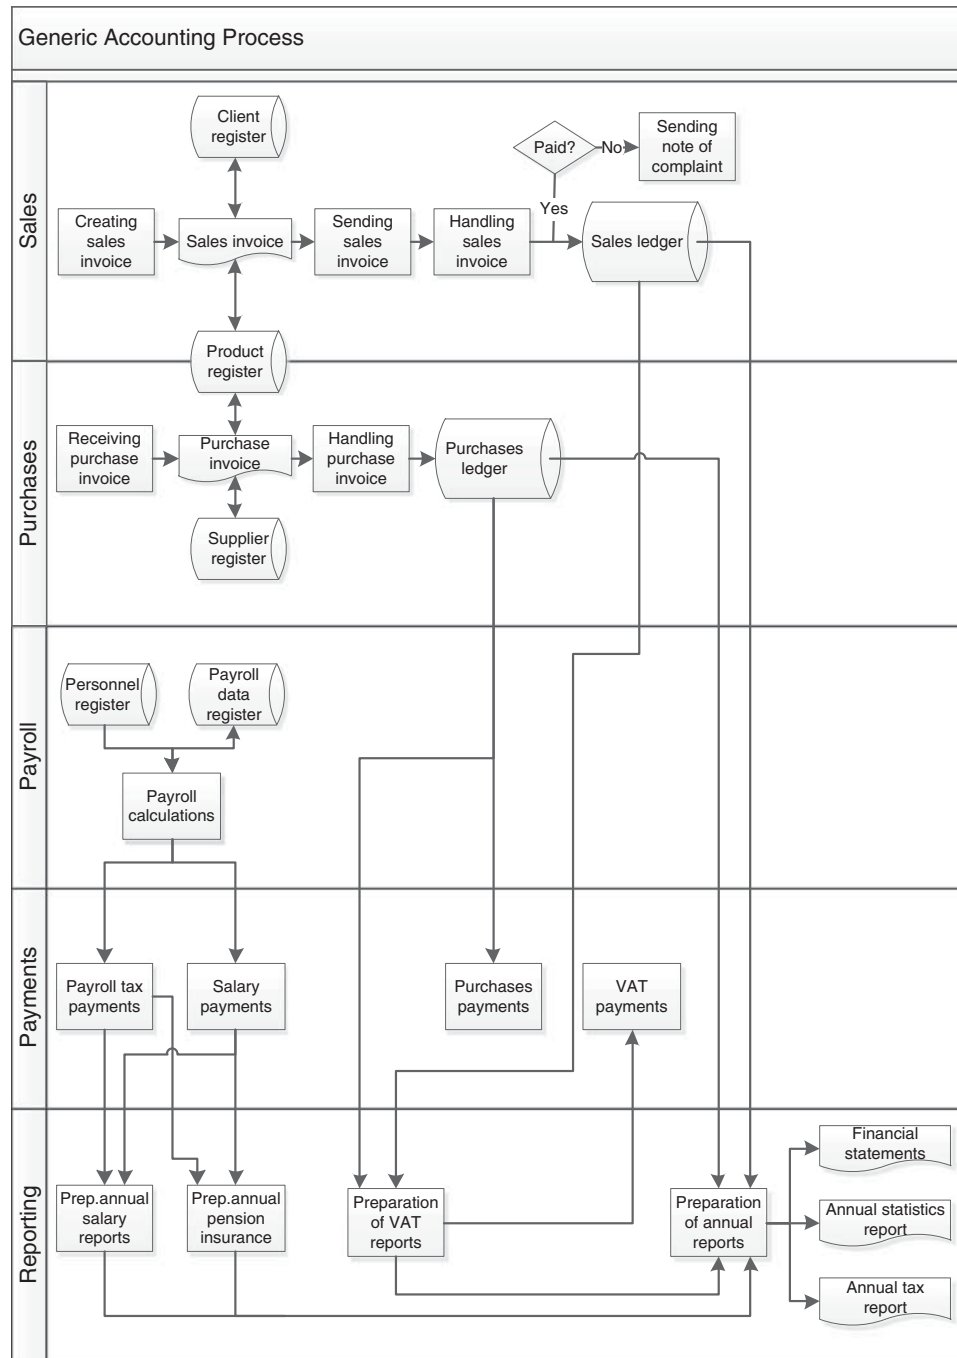 Generic Accounting Process
Sales
Client
register
Paid?
No
Sending
note of
complaint
Yes
Creating
sales
invoice
Sales invoice
Sending
sales
invoice
Handling
sales
invoice
Sales ledger
Product
register
Purchases
Receiving
purchase
invoice
Purchase
invoice
Handling
purchase
invoice
Purchases
ledger
Supplier
register
Payroll
Personnel
register
Payroll
data
register
Payroll
calculations
Payments
Payroll tax
payments
Salary
payments
Purchases
payments
VAT
payments
Reporting
Prep.annual
salary
reports
Prep.annual
pension
insurance
Preparation
of VAT
reports
Preparation
of annual
reports
Financial
statements
Annual statistics
report
Annual tax
report